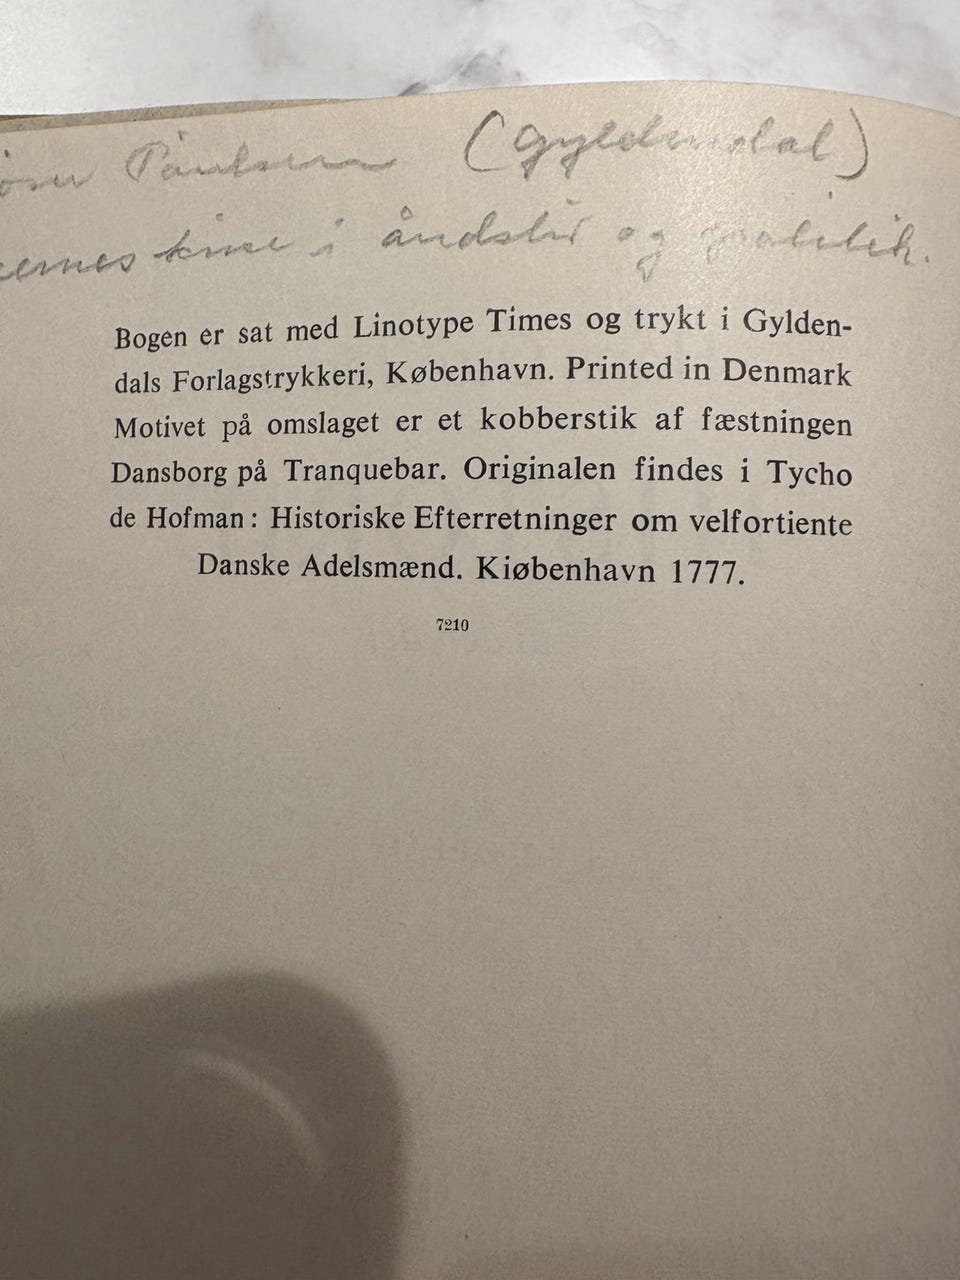 (Gyldendal)
i åndsliv og politik.
Bogen er sat med Linotype Times og trykt i Gylden-
dals Forlagstrykkeri, København. Printed in Denmark
Motivet på omslaget er et kobberstik af fæstningen
Dansborg på Tranquebar. Originalen findes i Tycho
de Hofman: Historiske Efterretninger om velfortiente
Danske Adelsmænd. Kiøbenhavn 1777.
7210